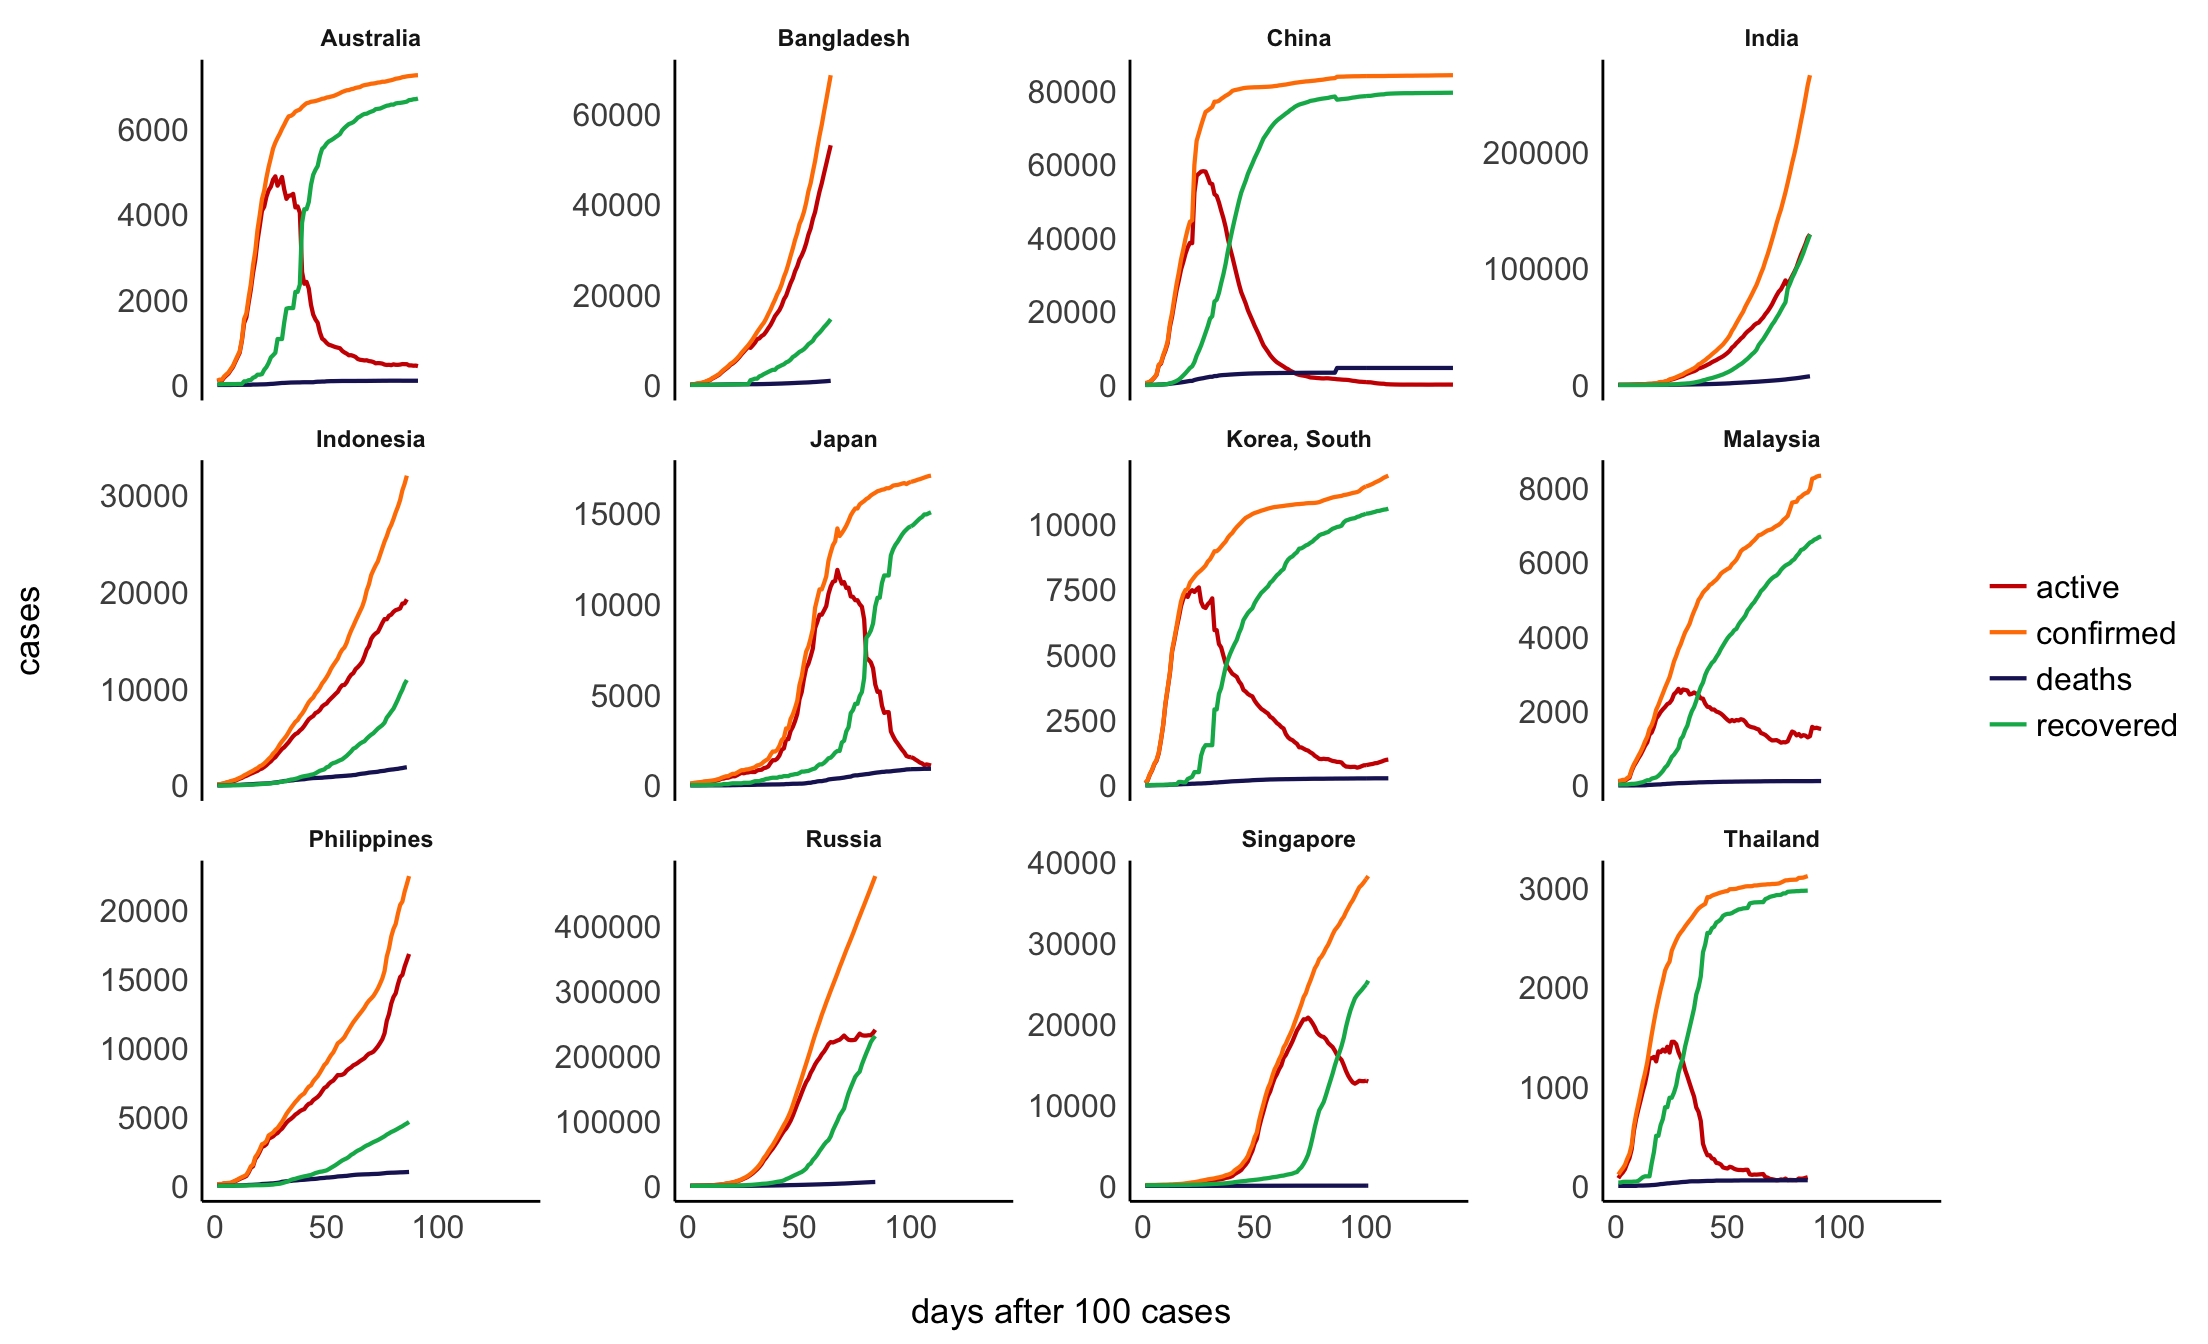 Australia
Bangladesh
China
India
6000
4000
2000
0
60000
40000
20000
0
80000
60000
40000
20000
0
200000
100000
0
Indonesia
Japan
Korea, South
Malaysia
30000
20000
10000
0
15000
10000
5000
0
10000
7500
5000
2500
0
8000
6000
4000
2000
0
Philippines
Russia
Singapore
Thailand
20000
15000
10000
5000
0
400000
300000
200000
100000
0
40000
30000
20000
10000
0
3000
2000
1000
0
0 50 100
0 50 100
0 50 100
0 50 100
cases
days after 100 cases
active
confirmed
deaths
recovered